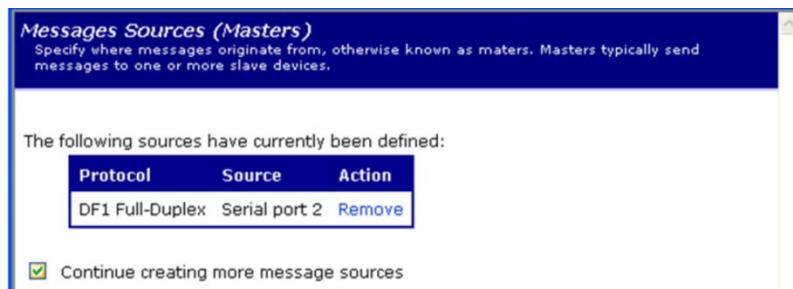 Messages Sources (Masters)
Specify where messages originate from, otherwise known as maters. Masters typically send
messages to one or more slave devices.
The following sources have currently been defined:
Protocol Source Action
DF1 Full-Duplex Serial port 2 Remove
Continue creating more message sources